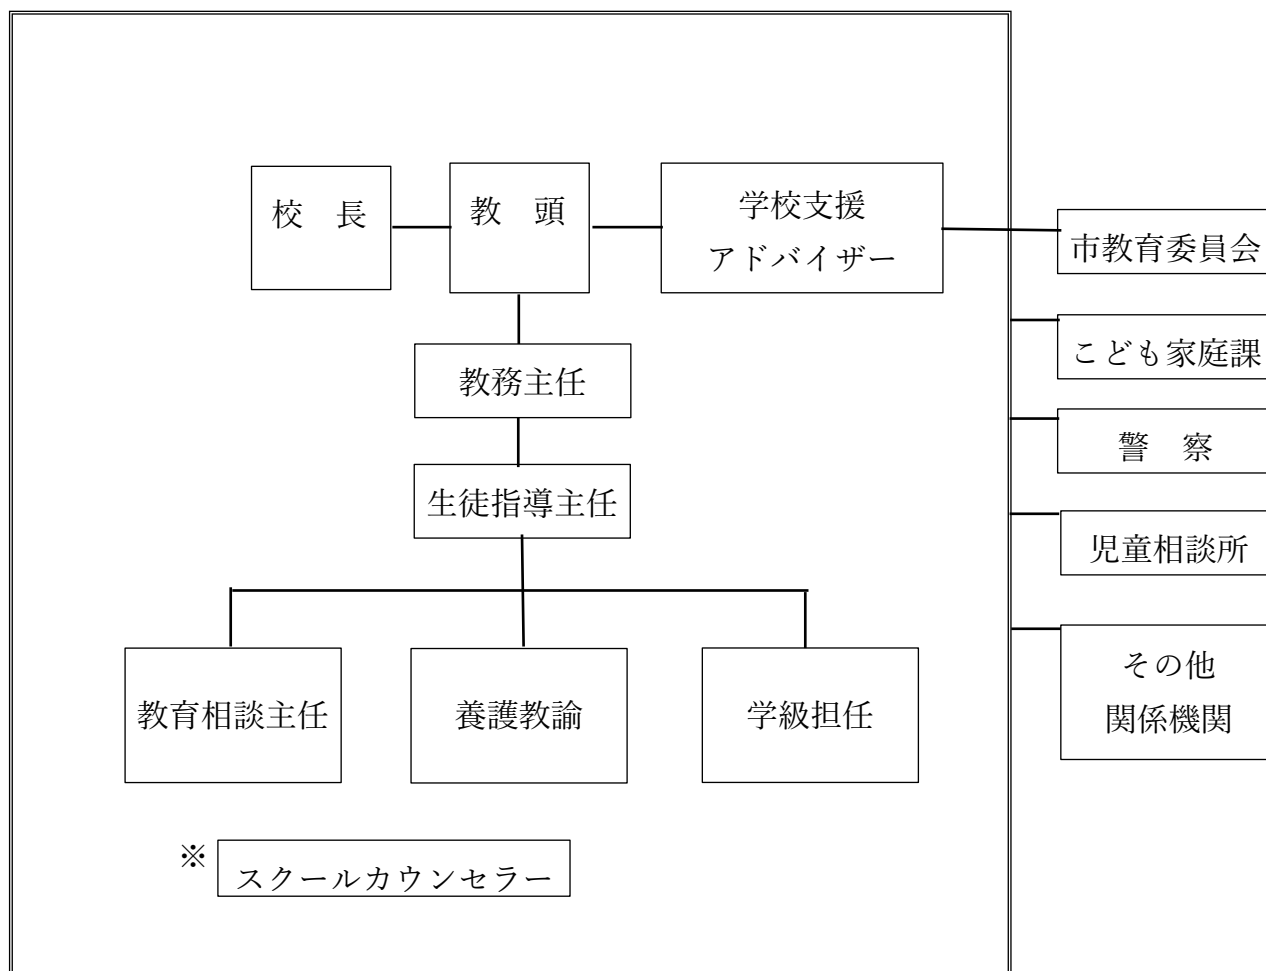 校　長
教　頭
学校支援
アドバイザー
市教育委員会
こども家庭課
教務主任
警　察
生徒指導主任
児童相談所
その他
関係機関
教育相談主任
養護教諭
学級担任
※
スクールカウンセラー